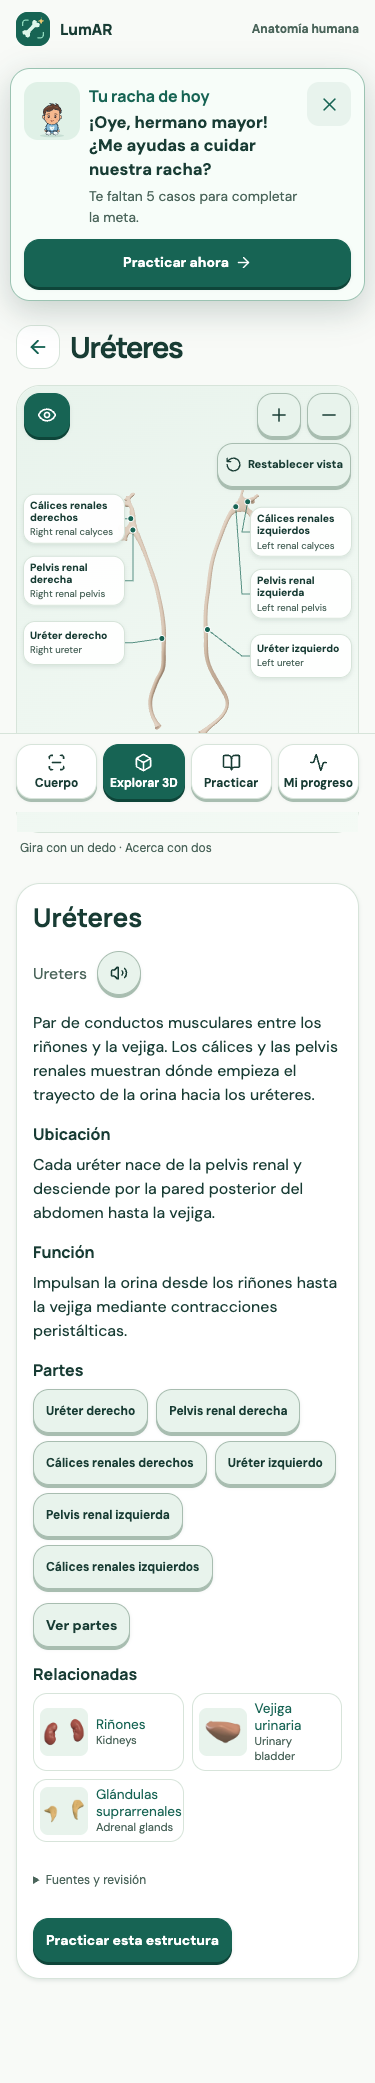 LumAR
Anatomía humana
Tu racha de hoy
¡Oye, hermano mayor!
¿Me ayudas a cuidar
nuestra racha?
Te faltan 5 casos para completar
la meta.
Practicar ahora
Uréteres
Restablecer vista
Cálices renales
derechos
Right renal calyces
Cálices renales
izquierdos
Left renal calyces
Pelvis renal
derecha
Right renal pelvis
Pelvis renal
izquierda
Left renal pelvis
Uréter derecho
Right ureter
Uréter izquierdo
Left ureter
Cuerpo
Explorar 3D
Practicar
Mi progreso
Gira con un dedo · Acerca con dos
Uréteres
Ureters
Par de conductos musculares entre los
riñones y la vejiga. Los cálices y las pelvis
renales muestran dónde empieza el
trayecto de la orina hacia los uréteres.
Ubicación
Cada uréter nace de la pelvis renal y
desciende por la pared posterior del
abdomen hasta la vejiga.
Función
Impulsan la orina desde los riñones hasta
la vejiga mediante contracciones
peristálticas.
Partes
Uréter derecho
Pelvis renal derecha
Cálices renales derechos
Uréter izquierdo
Pelvis renal izquierda
Cálices renales izquierdos
Ver partes
Relacionadas
Riñones
Kidneys
Vejiga
urinaria
Urinary
bladder
Glándulas
suprarrenales
Adrenal glands
Fuentes y revisión
Practicar esta estructura